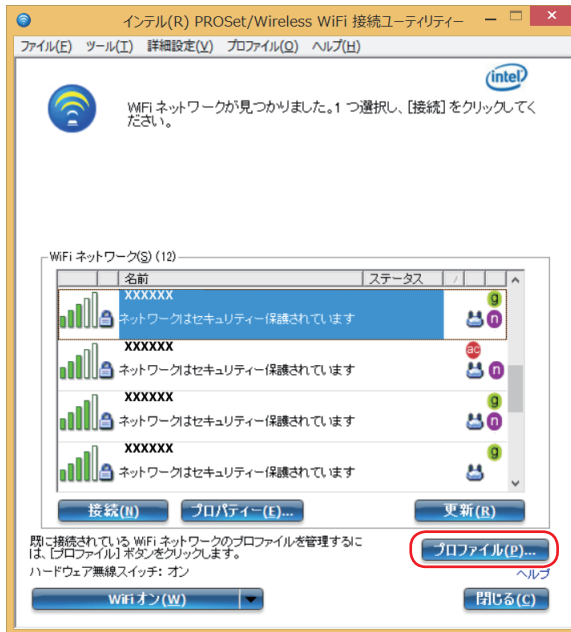 インテル(R) PROSet/Wireless WiFi 接続ユーティリティー
ファイル(F) ツール(T) 詳細設定(V) プロファイル(O) ヘルプ(H)
intel
WiFi ネットワークが見つかりました。1 つ選択し、[接続] をクリックしてく
ださい。
WiFi ネットワーク(S) (12)
名前 ステータス
XXXXXX
g
ネットワークはセキュリティー保護されています
n
XXXXXX
ac
ネットワークはセキュリティー保護されています
n
XXXXXX
g
ネットワークはセキュリティー保護されています
n
XXXXXX
g
ネットワークはセキュリティー保護されています
接続(N) プロパティー(E)... 更新(R)
既に接続されている WiFi ネットワークのプロファイルを管理するに
は、[プロファイル] ボタンをクリックします。
プロファイル(P)...
ハードウェア無線スイッチ: オン
ヘルプ
WiFi オン(W) 閉じる(C)